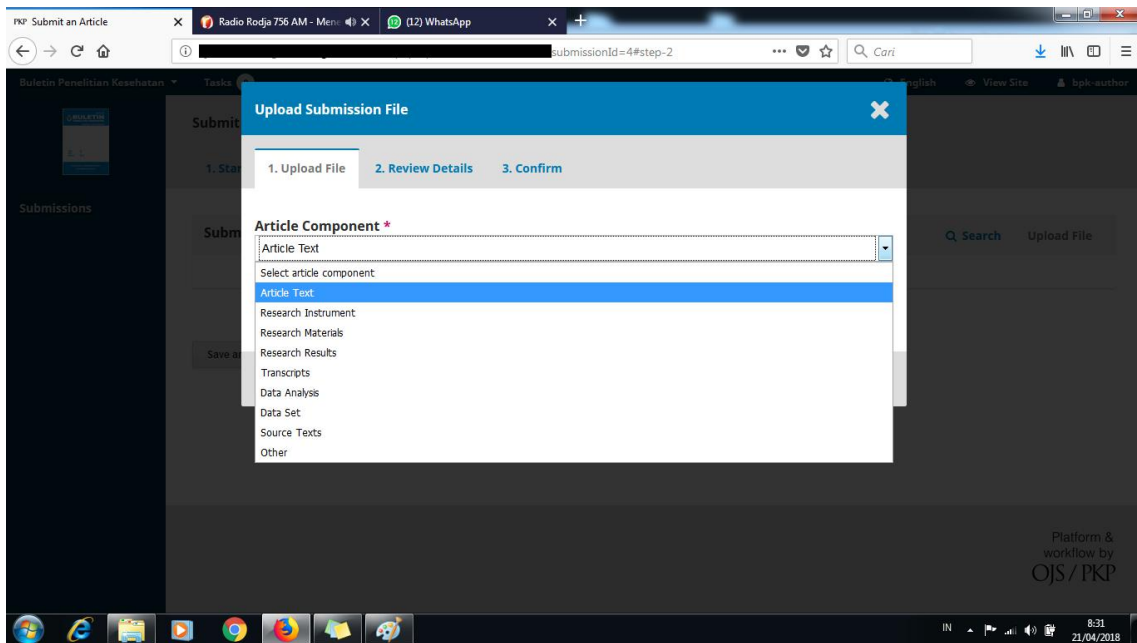 PKP Submit an Article
Radio Rodja 756 AM - Mene
(12) WhatsApp
submissionId=4#step-2
Cari
Buletin Penelitian Kesehatan
Tasks
English
View Site
bpk-author
BULETIN
Submit
Upload Submission File
1. Star
1. Upload File
2. Review Details
3. Confirm
Submissions
Subm
Article Component *
Search
Upload File
Article Text
Select article component
Article Text
Research Instrument
Research Materials
Research Results
Save an
Transcripts
Data Analysis
Data Set
Source Texts
Other
Platform &
workflow by
OJS / PKP
IN
8:31
21/04/2018